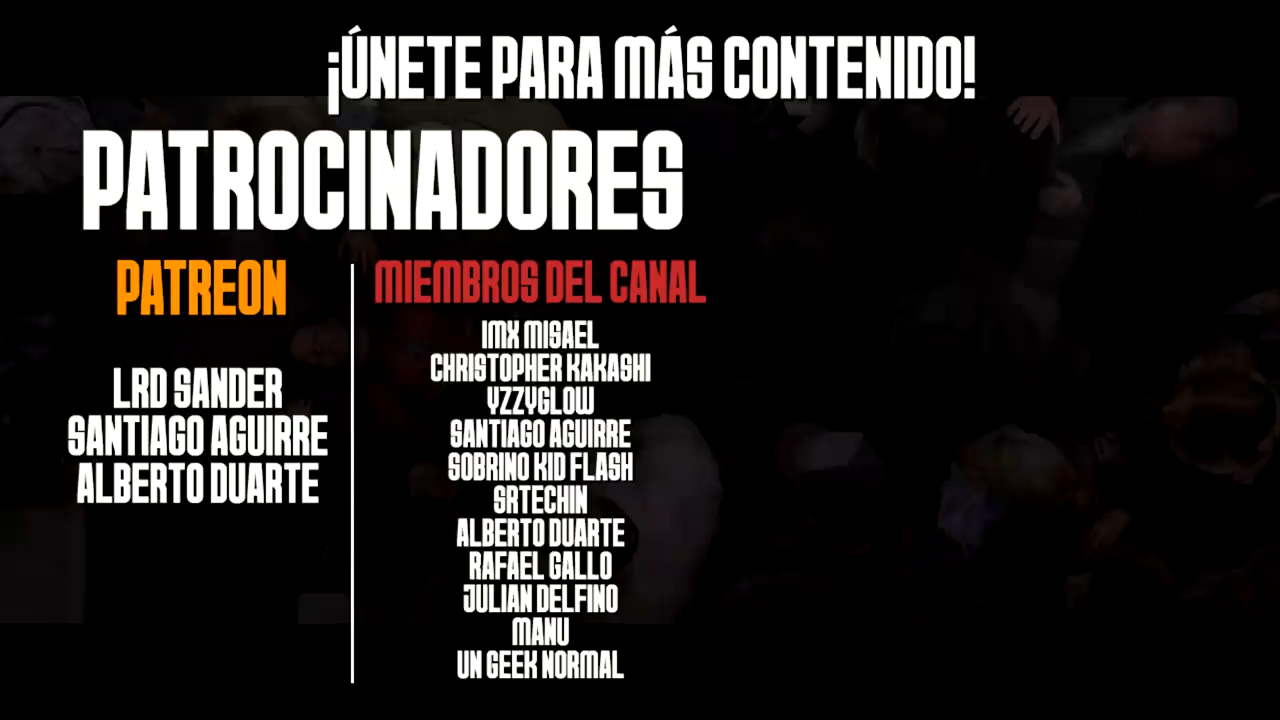 ¡ÚNETE PARA MÁS CONTENIDO!
PATROCINADORES
PATREON
LRD SANDER
SANTIAGO AGUIRRE
ALBERTO DUARTE
MIEMBROS DEL CANAL
IMX MISAEL
CHRISTOPHER KAKASHI
YZZYGLOW
SANTIAGO AGUIRRE
SOBRINO KID FLASH
SRTECHIN
ALBERTO DUARTE
RAFAEL GALLO
JULIAN DELFINO
MANU
UN GEEK NORMAL